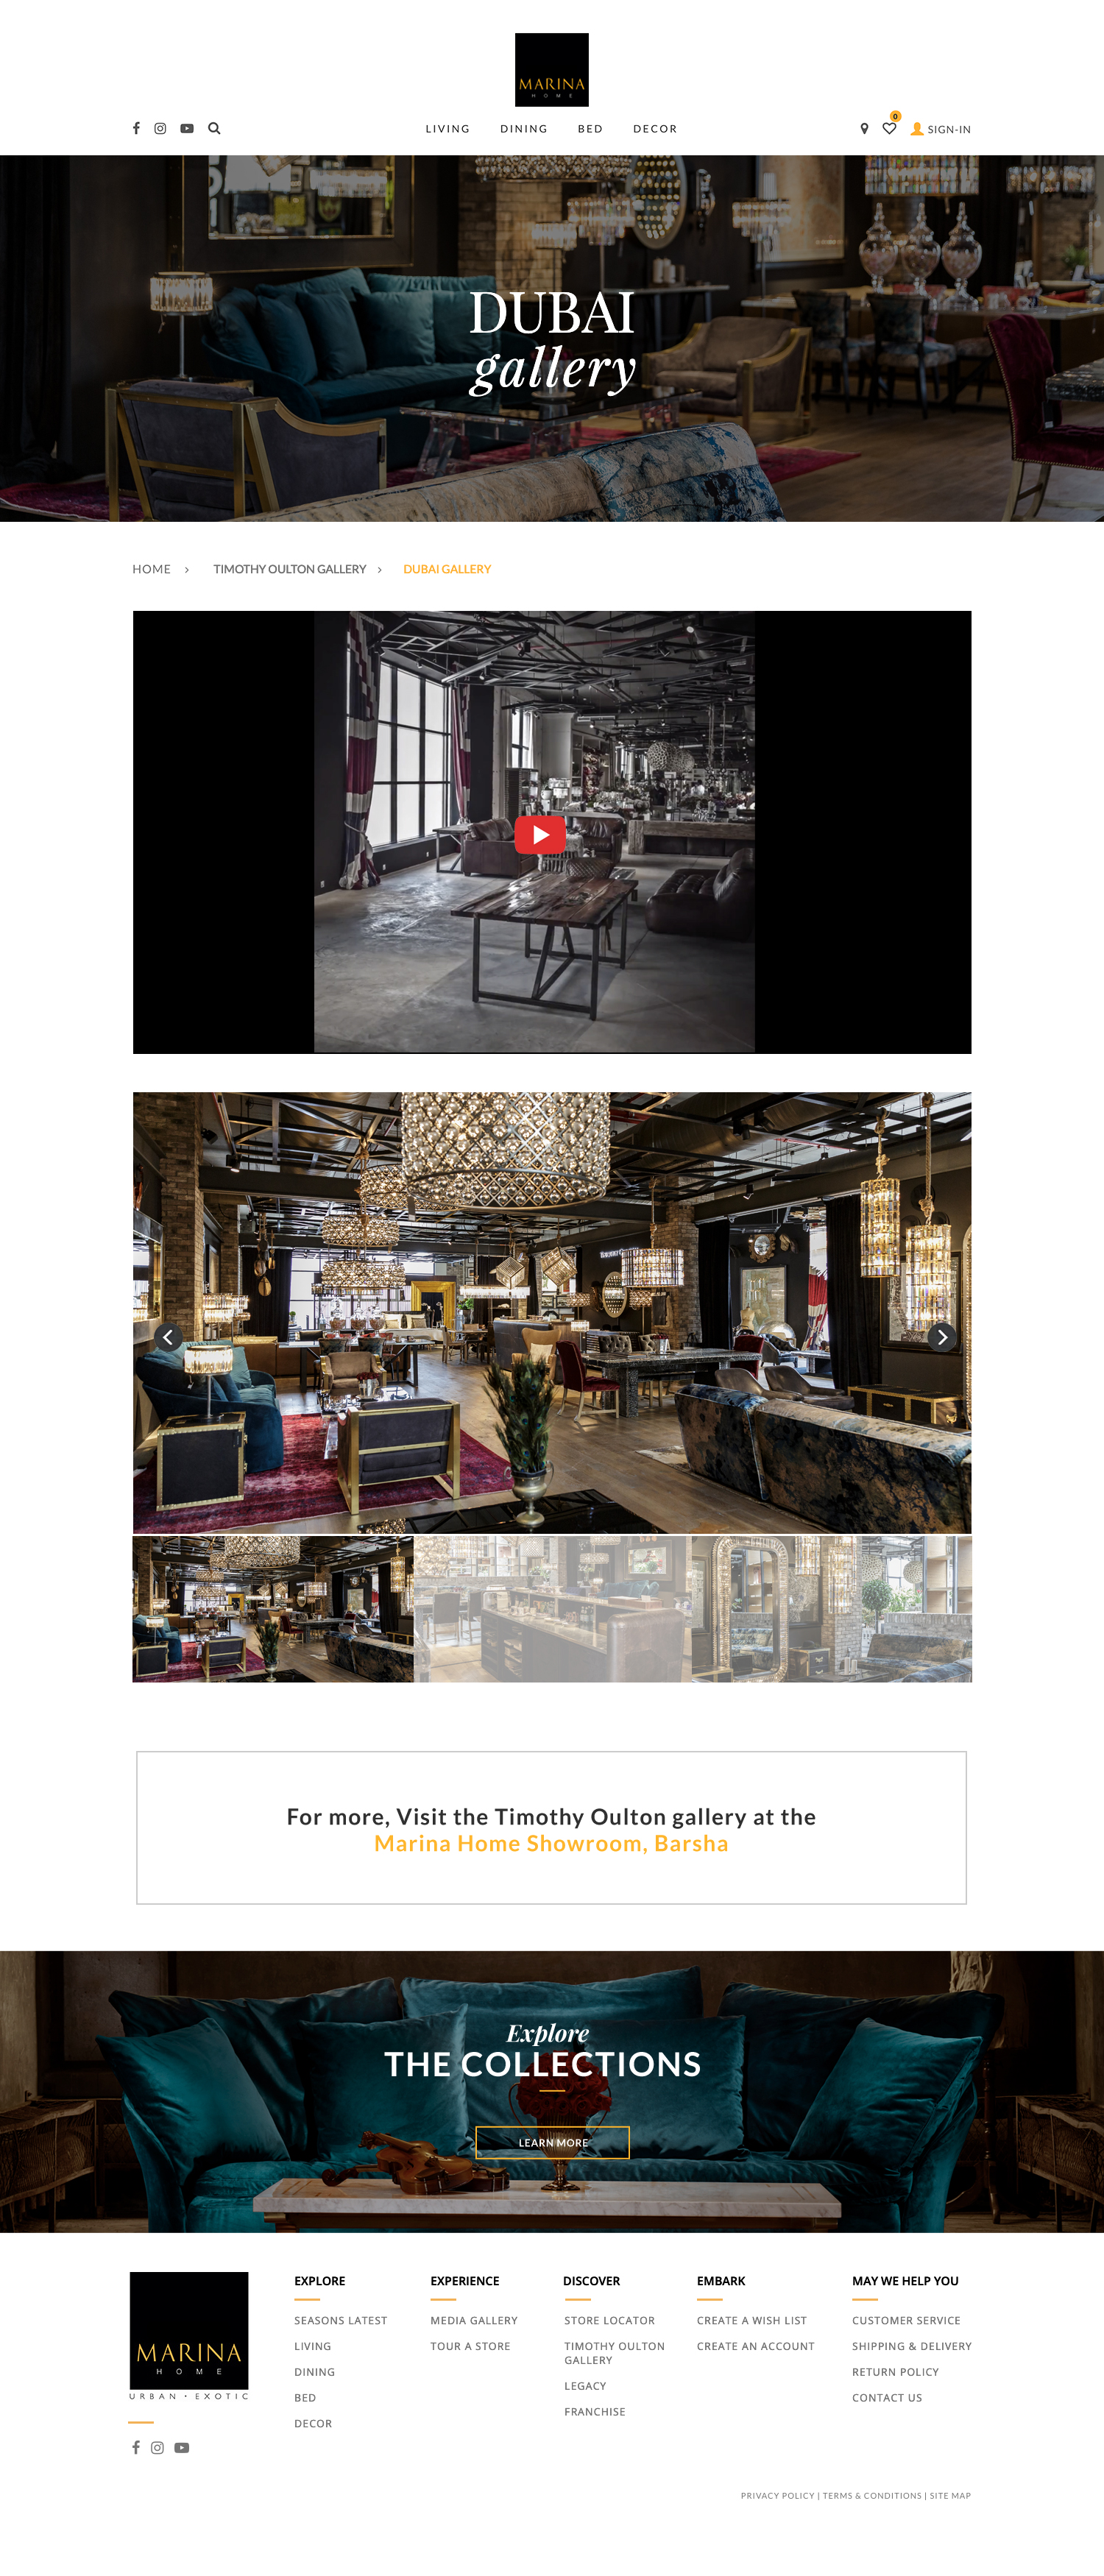 MARINA
HOME
LIVING DINING BED DECOR
0
SIGN-IN
DUBAI
gallery
HOME > TIMOTHY OULTON GALLERY > DUBAI GALLERY
For more, Visit the Timothy Oulton gallery at the
Marina Home Showroom, Barsha
Explore
THE COLLECTIONS
LEARN MORE
MARINA
HOME
URBAN • EXOTIC
EXPLORE
SEASONS LATEST
LIVING
DINING
BED
DECOR
EXPERIENCE
MEDIA GALLERY
TOUR A STORE
DISCOVER
STORE LOCATOR
TIMOTHY OULTON
GALLERY
LEGACY
FRANCHISE
EMBARK
CREATE A WISH LIST
CREATE AN ACCOUNT
MAY WE HELP YOU
CUSTOMER SERVICE
SHIPPING & DELIVERY
RETURN POLICY
CONTACT US
PRIVACY POLICY | TERMS & CONDITIONS | SITE MAP